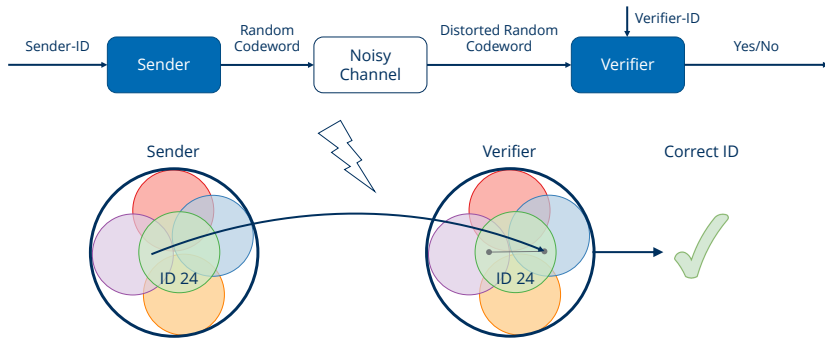 Sender-ID
Sender
Random
Codeword
Noisy
Channel
Distorted Random
Codeword
Verifier-ID
Verifier
Yes/No
Sender
Verifier
Correct ID
ID 24
ID 24